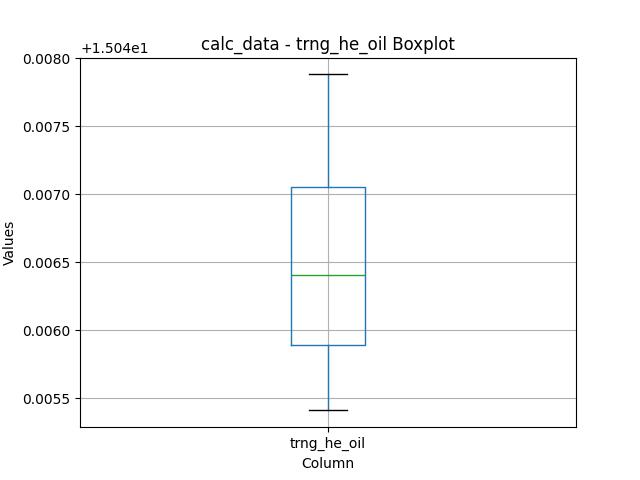 calc_data - trng_he_oil Boxplot
+1.504e1
0.0080
0.0075
0.0070
0.0065
0.0060
0.0055
Values
trng_he_oil
Column